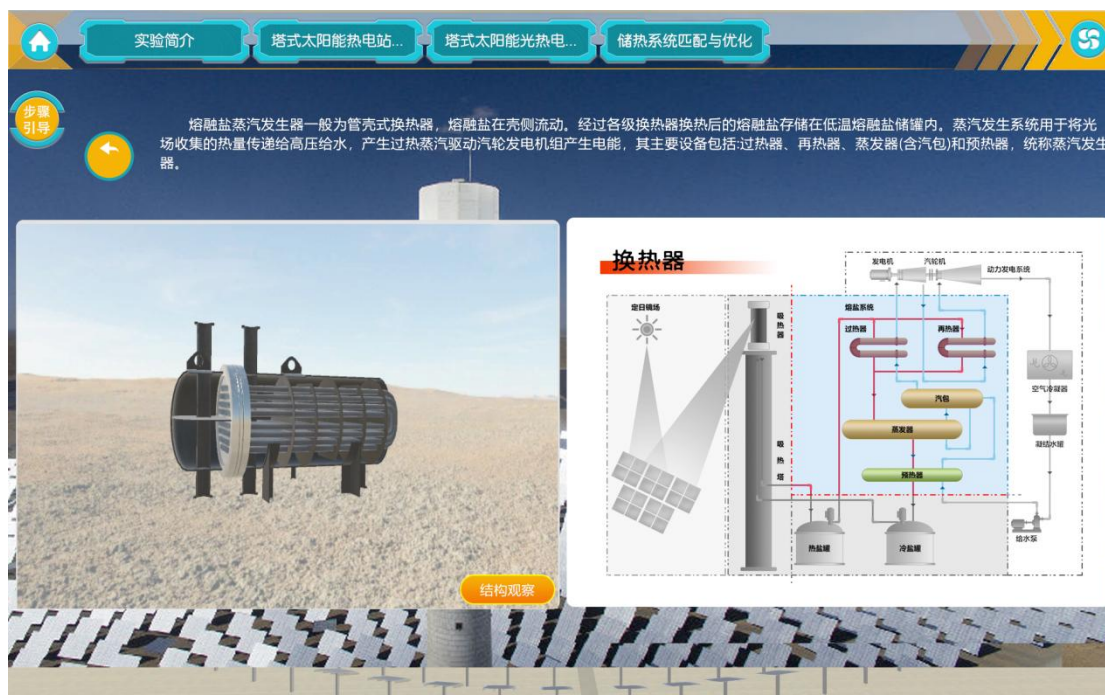 实验简介
塔式太阳能热电站...
塔式太阳能光热电...
储热系统匹配与优化
步骤
引导
熔融盐蒸汽发生器一般为管壳式换热器，熔融盐在壳侧流动。经过各级换热器换热后的熔融盐存储在低温熔融盐储罐内。蒸汽发生系统用于将光
场收集的热量传递给高压给水，产生过热蒸汽驱动汽轮发电机组产生电能，其主要设备包括:过热器、再热器、蒸发器(含汽包)和预热器，统称蒸汽发生
器。
结构观察
换热器
发电机
汽轮机
动力发电系统
定日镜场
吸热器
熔盐系统
过热器
再热器
空气冷凝器
汽包
蒸发器
凝结水罐
吸热塔
预热器
热盐罐
冷盐罐
给水泵